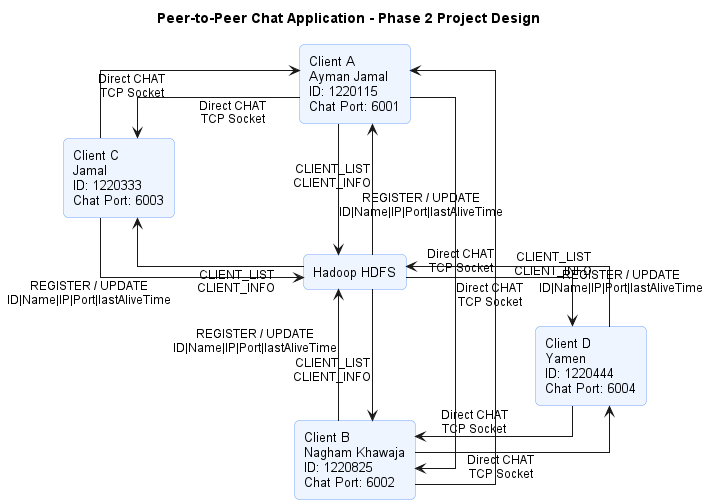 Peer-to-Peer Chat Application - Phase 2 Project Design
Client A
Ayman Jamal
ID: 1220115
Chat Port: 6001
Direct CHAT
TCP Socket
Direct CHAT
TCP Socket
Client C
Jamal
ID: 1220333
Chat Port: 6003
CLIENT_LIST
CLIENT_INFO
REGISTER / UPDATE
ID|Name|IP|Port|lastAliveTime
Hadoop HDFS
Direct CHAT
TCP Socket
CLIENT_LIST
CLIENT_INFO
REGISTER / UPDATE
ID|Name|IP|Port|lastAliveTime
REGISTER / UPDATE
ID|Name|IP|Port|lastAliveTime
CLIENT_LIST
CLIENT_INFO
Direct CHAT
TCP Socket
REGISTER / UPDATE
ID|Name|IP|Port|lastAliveTime
CLIENT_LIST
CLIENT_INFO
Client D
Yamen
ID: 1220444
Chat Port: 6004
Direct CHAT
TCP Socket
Client B
Nagham Khawaja
ID: 1220825
Chat Port: 6002
Direct CHAT
TCP Socket